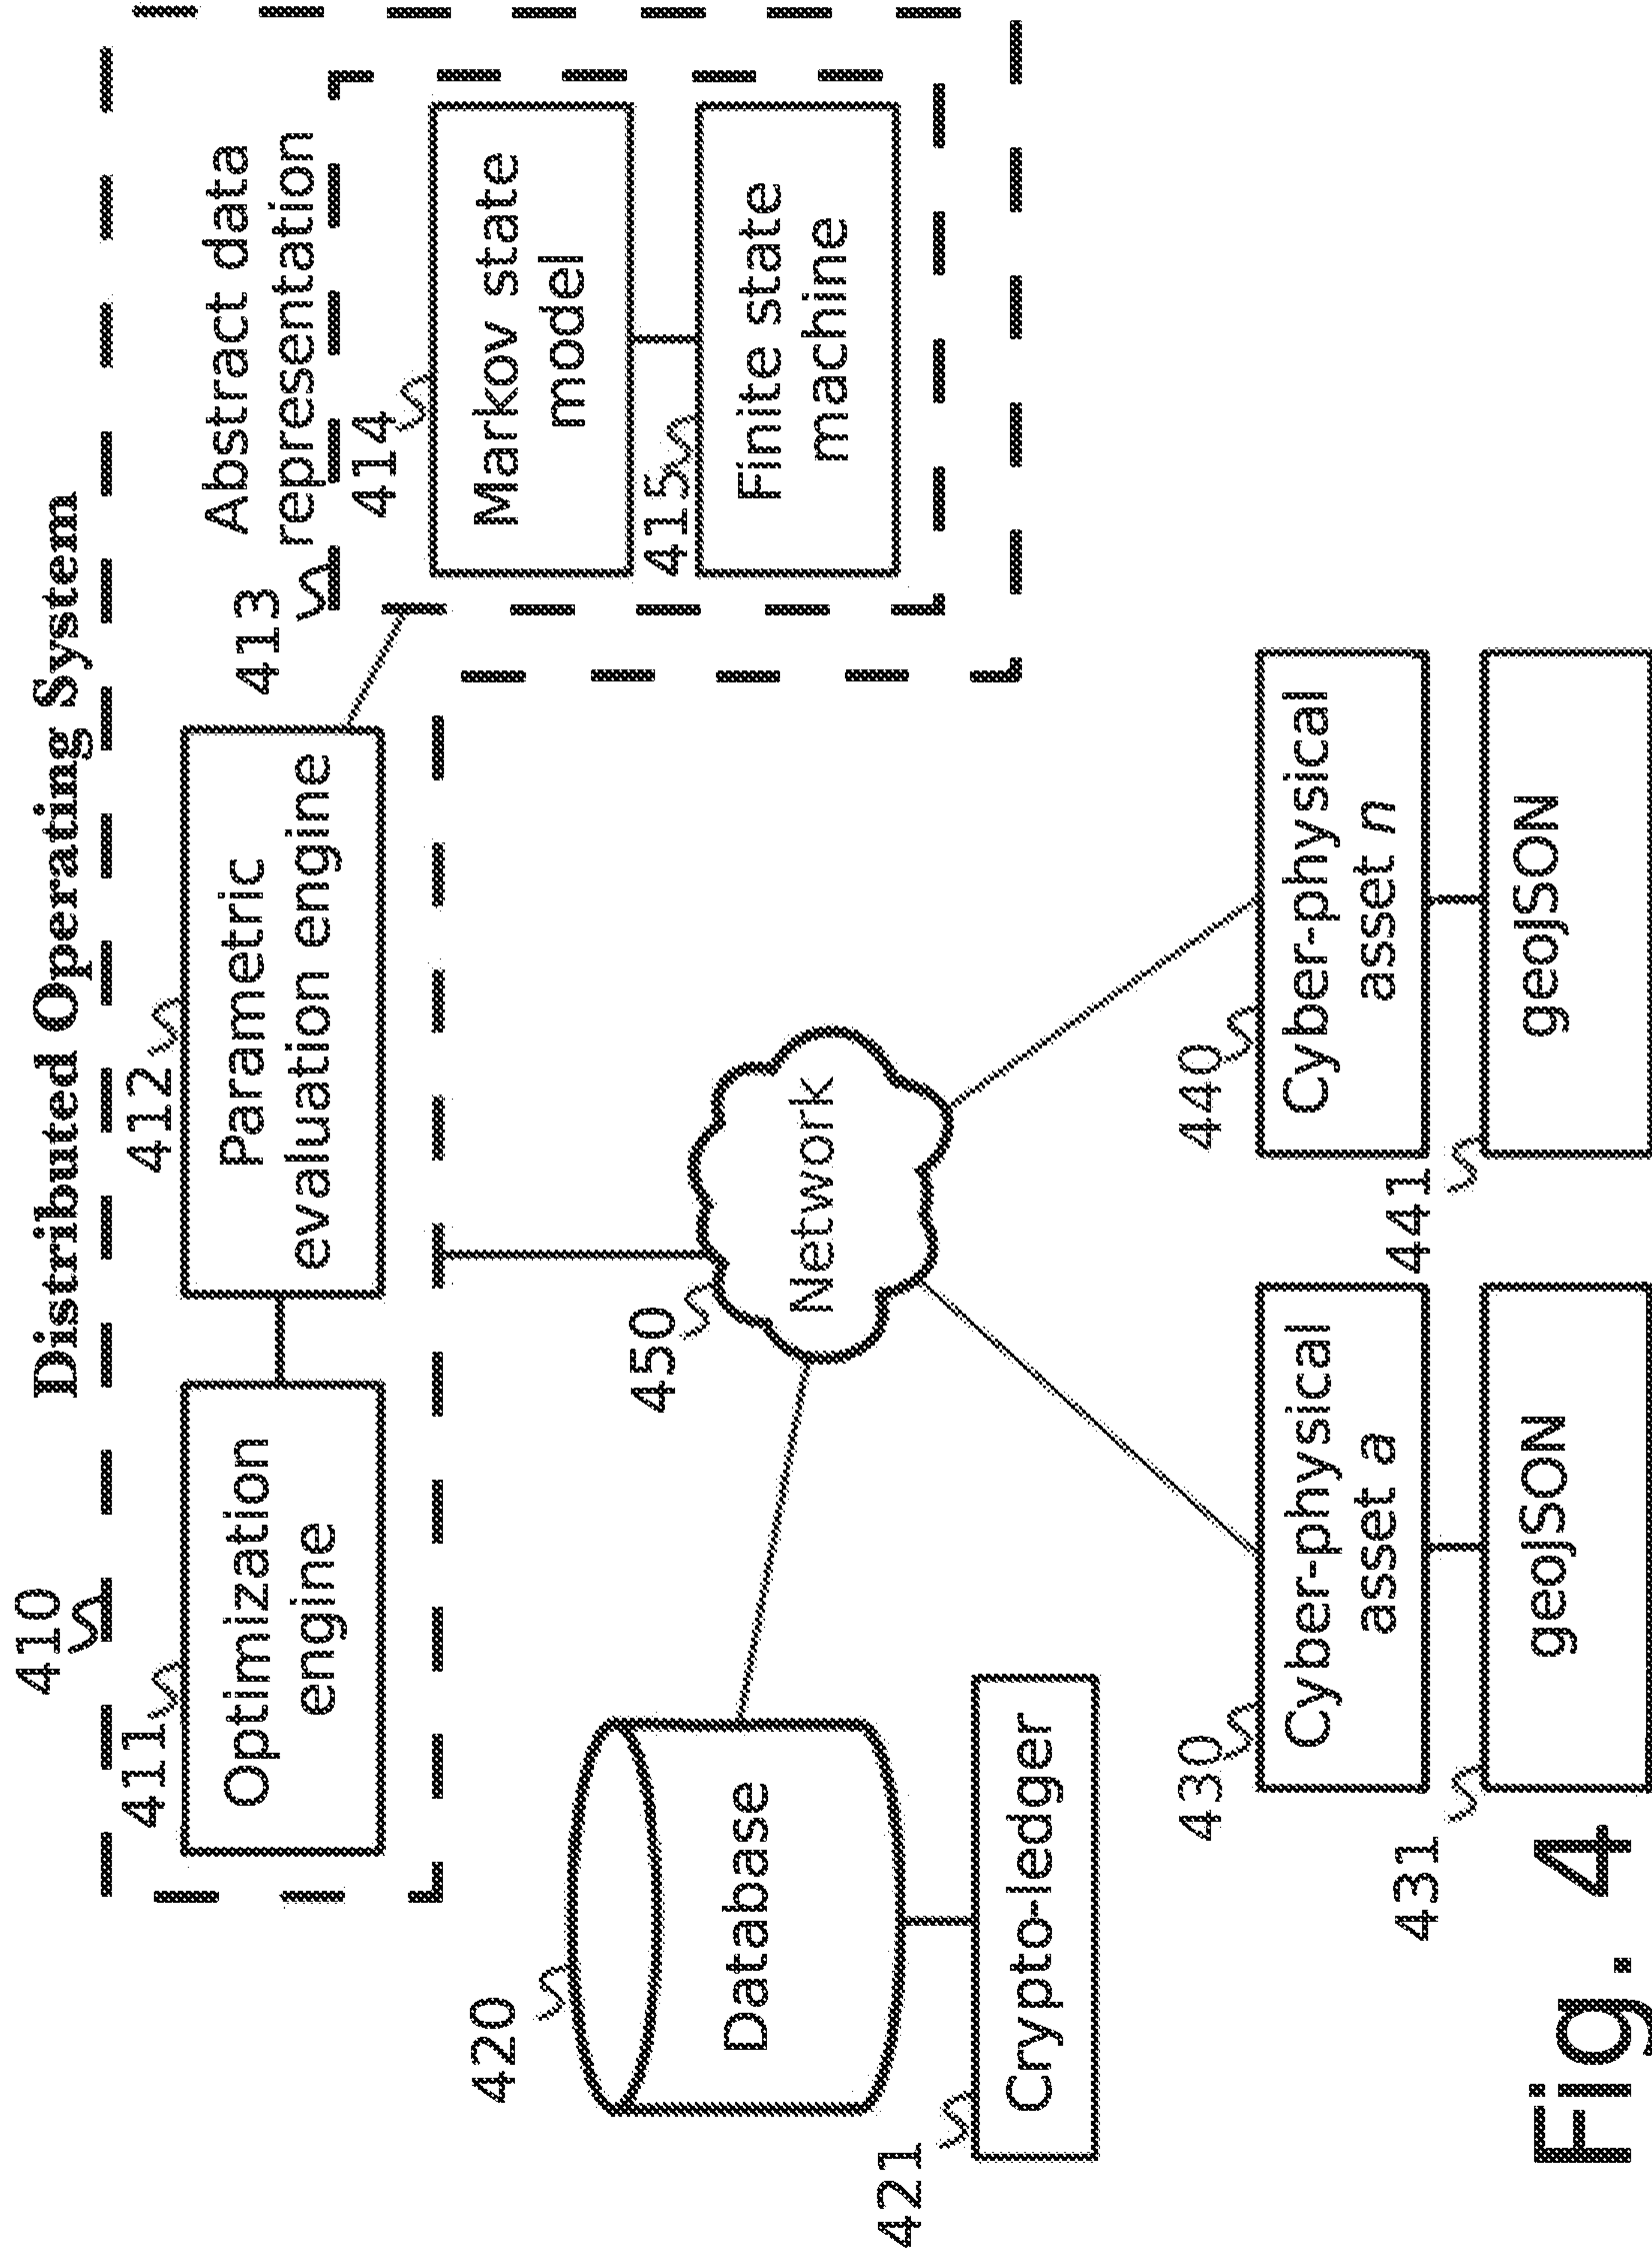 Distributed Operating System
410
411
Optimization
engine
412
Parametric
evaluation engine
413
Abstract data
representation
414
Markov state
model
415
Finite state
machine
420
Database
421
Crypto-ledger
450
Network
430
Cyber-physical
asset a
431
geoJSON
440
Cyber-physical
asset n
441
geoJSON
Fig. 4